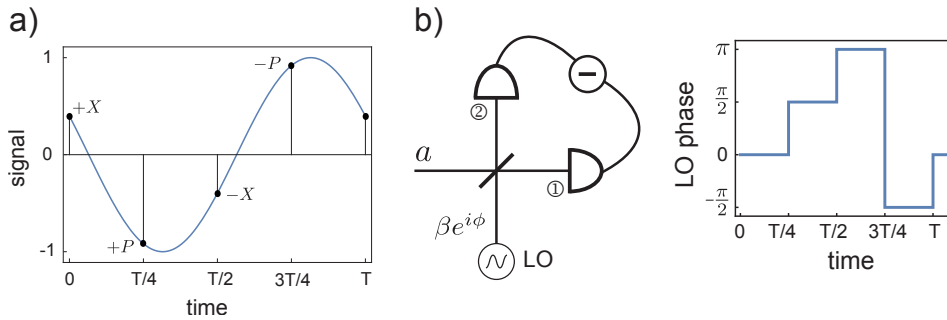 a)
signal
1
0
-1
+X
+P
-X
-P
0
T/4
T/2
3T/4
T
time
b)
②
−
a
①
βe^{iϕ}
LO
LO phase
π
π/2
0
-π/2
0
T/4
T/2
3T/4
T
time